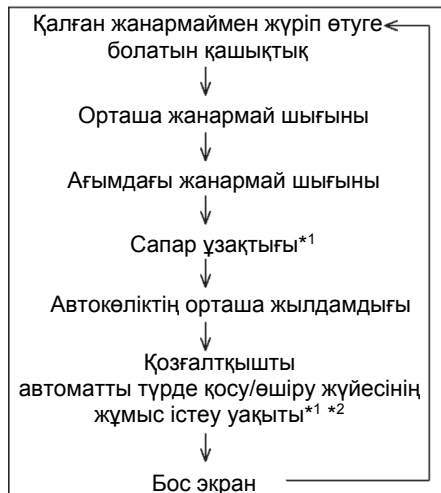 Қалған жанармаймен жүріп өтуге
болатын қашықтық
Орташа жанармай шығыны
Ағымдағы жанармай шығыны
Сапар ұзақтығы*1
Автокөліктің орташа жылдамдығы
Қозғалтқышты
автоматты түрде қосу/өшіру жүйесінің
жұмыс істеу уақыты*1 *2
Бос экран